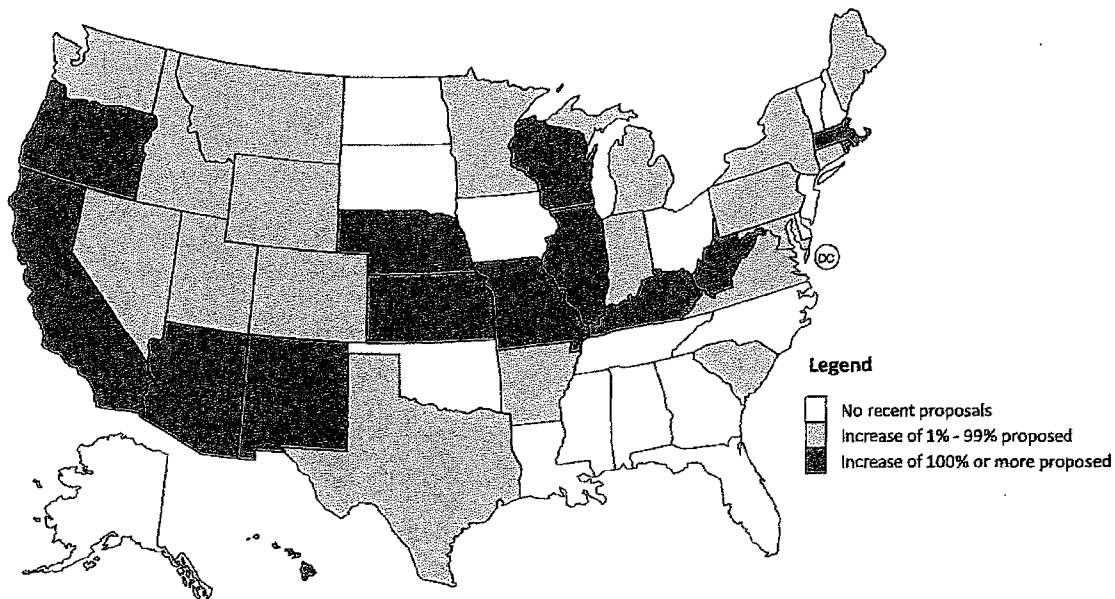 DC
Legend
No recent proposals
Increase of 1% - 99% proposed
Increase of 100% or more proposed